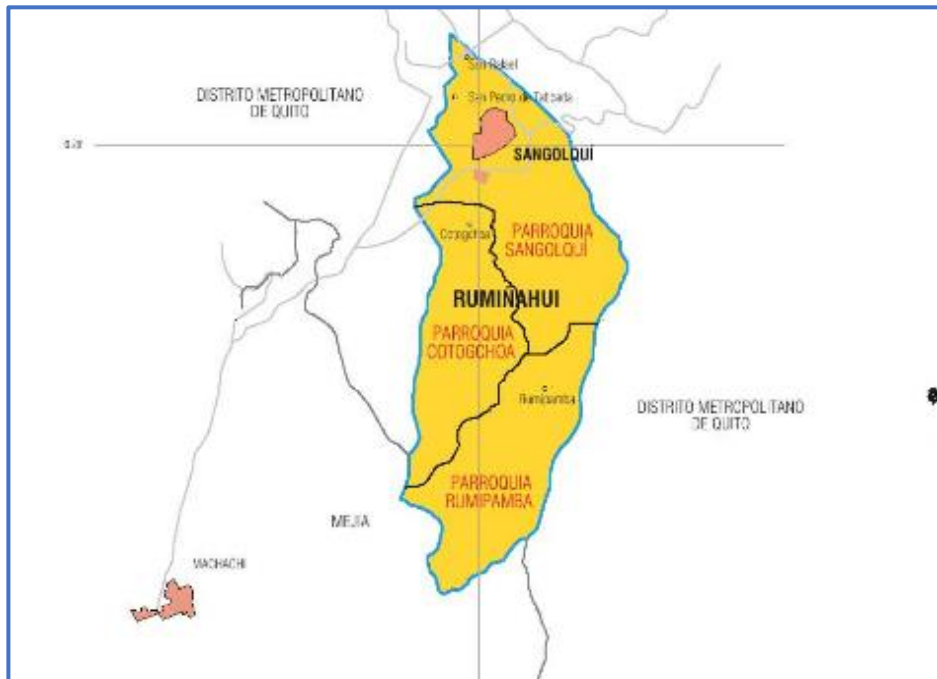 San Rafael
DISTRITO METROPOLITANO
DE QUITO
San Pedro de Taboada
SANGOLQUÍ
PARROQUIA
SANGOLQUÍ
Cotogchoa
RUMIÑAHUI
PARROQUIA
COTOGCHOA
Rumipamba
DISTRITO METROPOLITANO
DE QUITO
PARROQUIA
RUMIPAMBA
MEJIA
MACHACHI